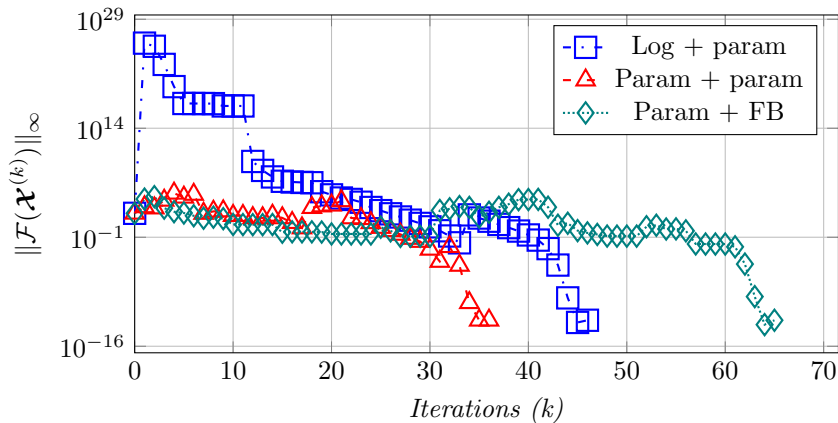 10^29
10^14
10^-1
10^-16
‖F(X^(k))‖∞
Log + param
Param + param
Param + FB
0 10 20 30 40 50 60 70
Iterations (k)